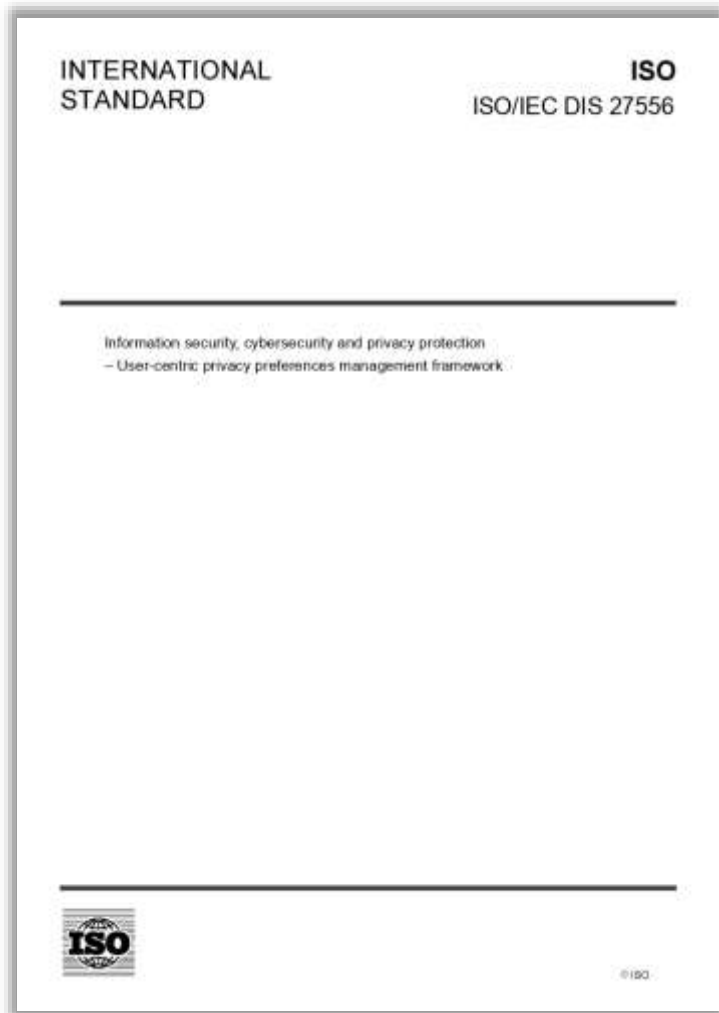 INTERNATIONAL
STANDARD
ISO
ISO/IEC DIS 27556
Information security, cybersecurity and privacy protection
– User-centric privacy preferences management framework
ISO
© ISO